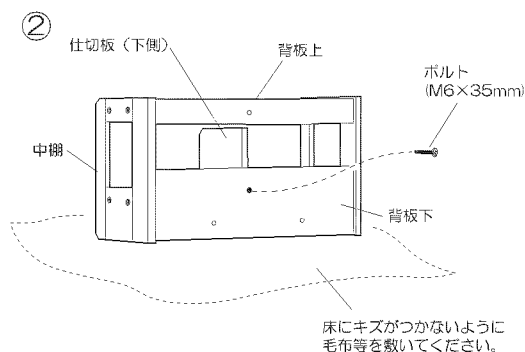 ②
仕切板（下側）
背板上
ボルト
(M6×35mm)
中棚
背板下
床にキズがつかないように
毛布等を敷いてください。